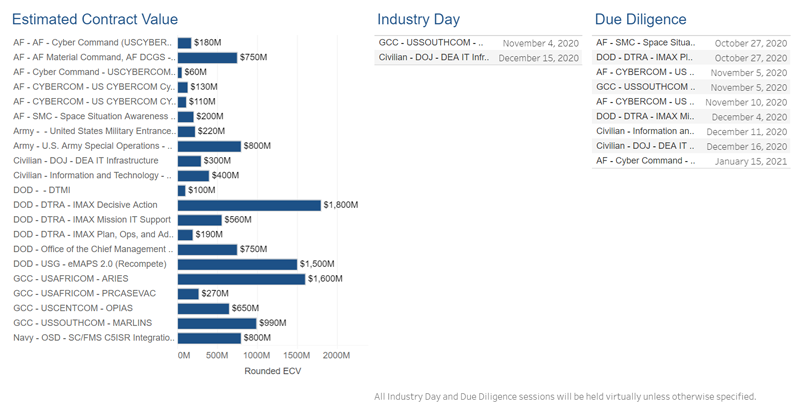 Estimated Contract Value
AF - AF - Cyber Command (USCYBER.. $180M
AF - AF Material Command, AF DCGS - .. $750M
AF - Cyber Command - USCYBERCOM.. $60M
AF - CYBERCOM - US CYBERCOM Cy.. $130M
AF - CYBERCOM - US CYBERCOM CY.. $110M
AF - SMC - Space Situation Awareness .. $200M
Army - - United States Military Entrance.. $220M
Army - U.S. Army Special Operations - .. $800M
Civilian - DOJ - DEA IT Infrastructure $300M
Civilian - Information and Technology - .. $400M
DOD - - DTMI $100M
DOD - DTRA - IMAX Decisive Action $1,800M
DOD - DTRA - IMAX Mission IT Support $560M
DOD - DTRA - IMAX Plan, Ops, and Ad.. $190M
DOD - Office of the Chief Management .. $750M
DOD - USG - eMAPS 2.0 (Recompete) $1,500M
GCC - USAFRICOM - ARIES $1,600M
GCC - USAFRICOM - PRCASEVAC $270M
GCC - USCENTCOM - OPIAS $650M
GCC - USSOUTHCOM - MARLINS $990M
Navy - OSD - SC/FMS C5ISR Integratio.. $800M
0M 500M 1000M 1500M 2000M
Rounded ECV
Industry Day
GCC - USSOUTHCOM - .. November 4, 2020
Civilian - DOJ - DEA IT Infr.. December 15, 2020
Due Diligence
AF - SMC - Space Situa.. October 27, 2020
DOD - DTRA - IMAX Pl.. October 27, 2020
AF - CYBERCOM - US .. November 5, 2020
GCC - USSOUTHCOM .. November 5, 2020
AF - CYBERCOM - US .. November 10, 2020
DOD - DTRA - IMAX Mi.. December 4, 2020
Civilian - Information an.. December 11, 2020
Civilian - DOJ - DEA IT .. December 16, 2020
AF - Cyber Command - .. January 15, 2021
All Industry Day and Due Diligence sessions will be held virtually unless otherwise specified.